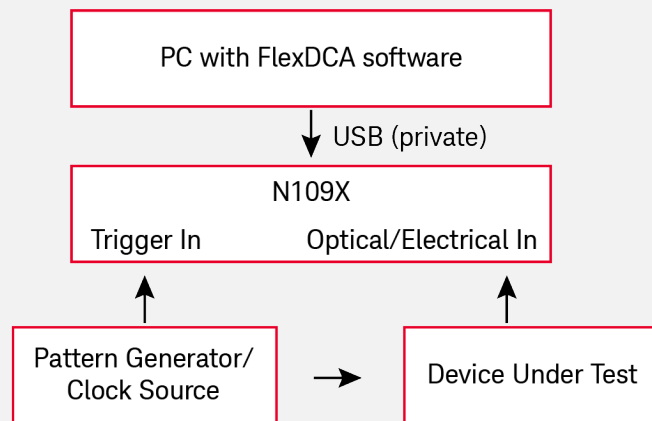 PC with FlexDCA software
USB (private)
N109X
Trigger In
Optical/Electrical In
Pattern Generator/
Clock Source
Device Under Test